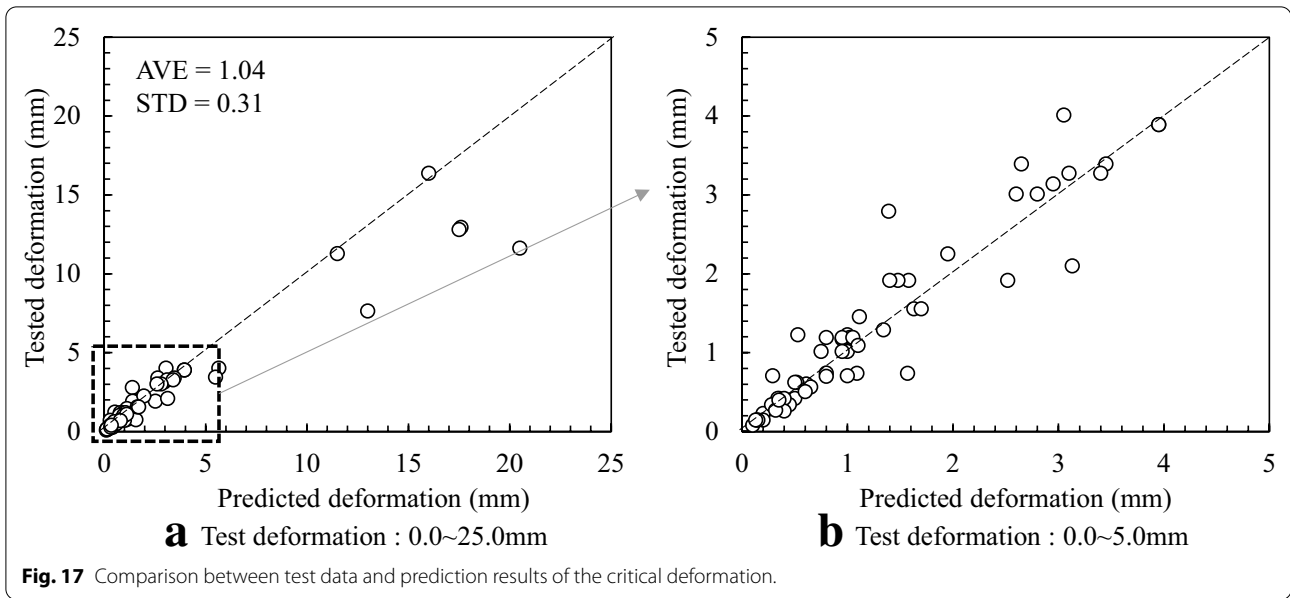 25
20
15
10
5
0
Tested deformation (mm)
AVE = 1.04
STD = 0.31
0 5 10 15 20 25
Predicted deformation (mm)
a Test deformation : 0.0~25.0mm
5
4
3
2
1
0
Tested deformation (mm)
0 1 2 3 4 5
Predicted deformation (mm)
b Test deformation : 0.0~5.0mm
Fig. 17 Comparison between test data and prediction results of the critical deformation.